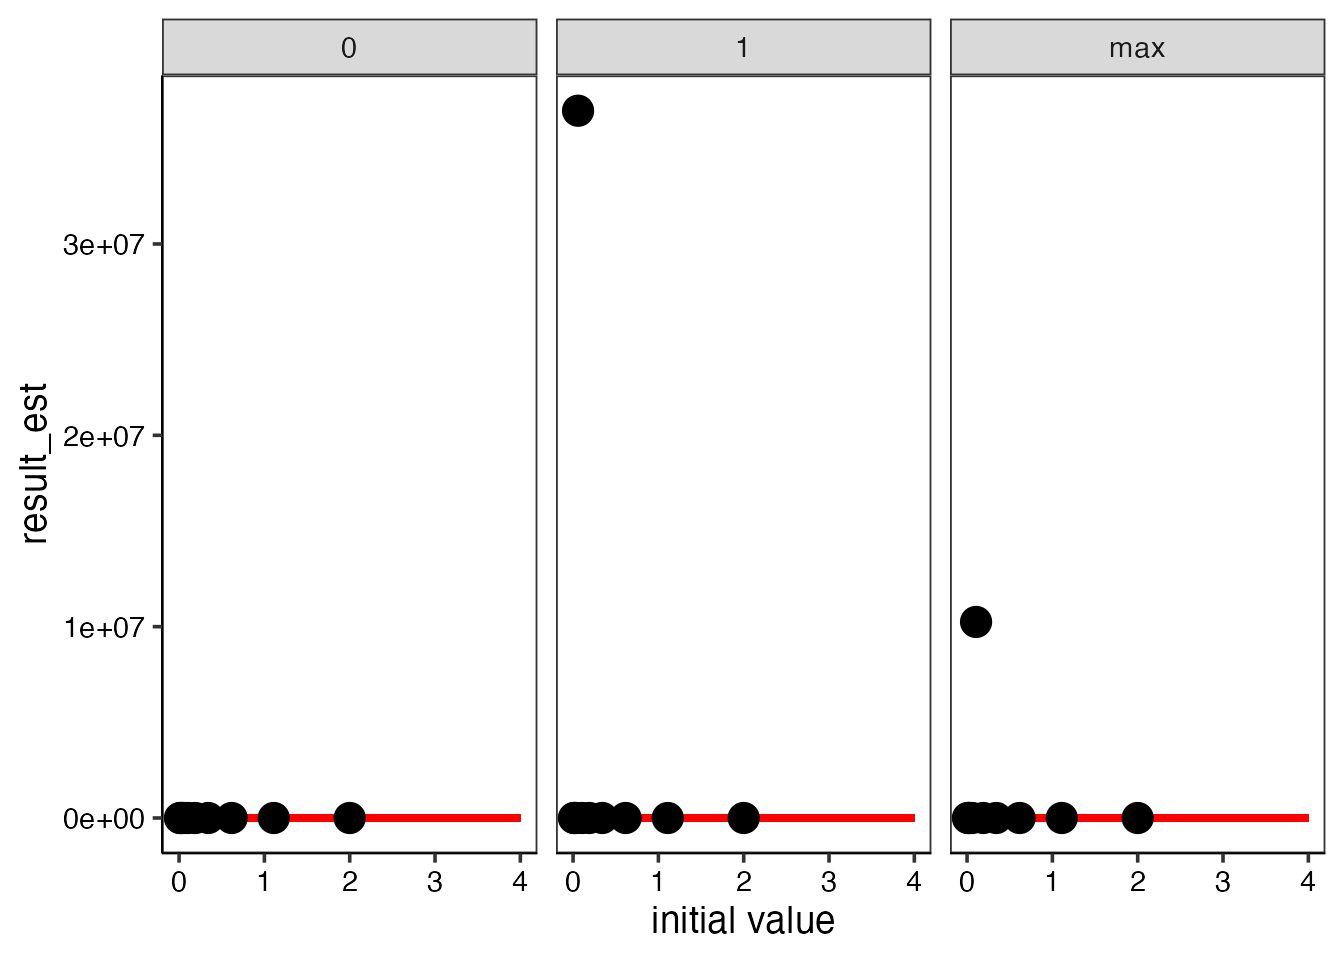 0 1 max
result_est
3e+07
2e+07
1e+07
0e+00
0 1 2 3 4 0 1 2 3 4 0 1 2 3 4
initial value